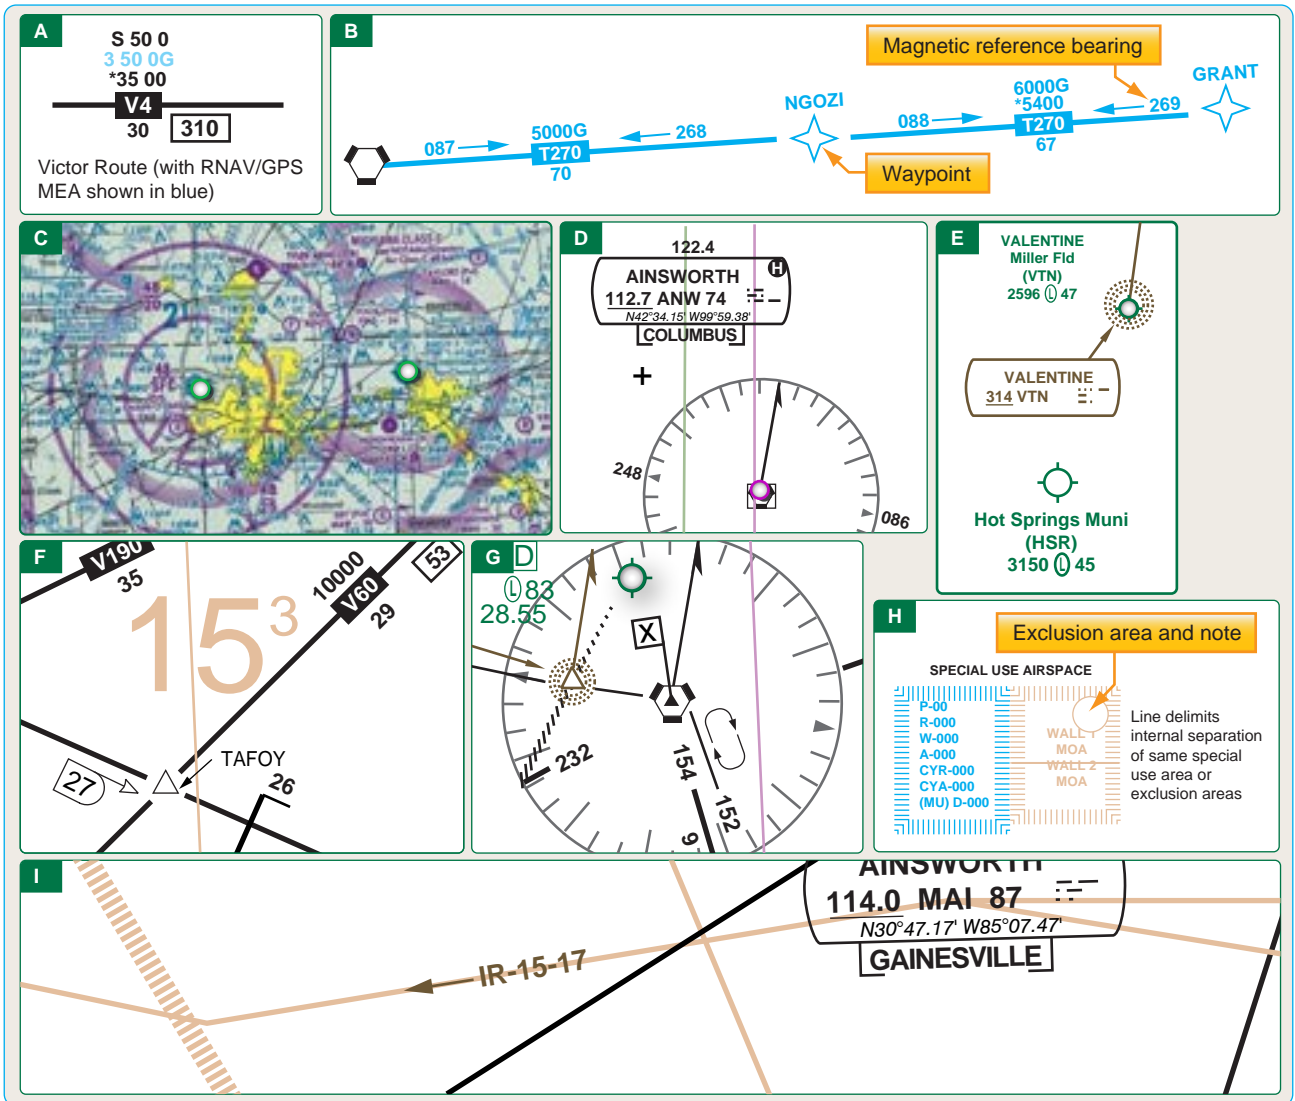 A
S 50 0
3 50 0G
*35 00
V4
30
310
Victor Route (with RNAV/GPS
MEA shown in blue)
B
Magnetic reference bearing
GRANT
NGOZI
6000G
*5400
T270
67
269
088
5000G
T270
70
268
087
Waypoint
C
D
122.4
H
AINSWORTH
112.7 ANW 74
N42°34.15' W99°59.38'
COLUMBUS
248
086
E
VALENTINE
Miller Fld
(VTN)
2596 L 47
VALENTINE
314 VTN
Hot Springs Muni
(HSR)
3150 L 45
F
V190
35
10000
V60
29
53
15³
TAFOY
27
26
G
D
L 83
28.55
X
232
154
152
9
H
Exclusion area and note
SPECIAL USE AIRSPACE
P-00
R-000
W-000
A-000
CYR-000
CYA-000
(MU) D-000
WALL 1
MOA
WALL 2
MOA
Line delimits
internal separation
of same special
use area or
exclusion areas
I
AINSWORTH
114.0 MAI 87
N30°47.17' W85°07.47'
GAINESVILLE
IR-15-17